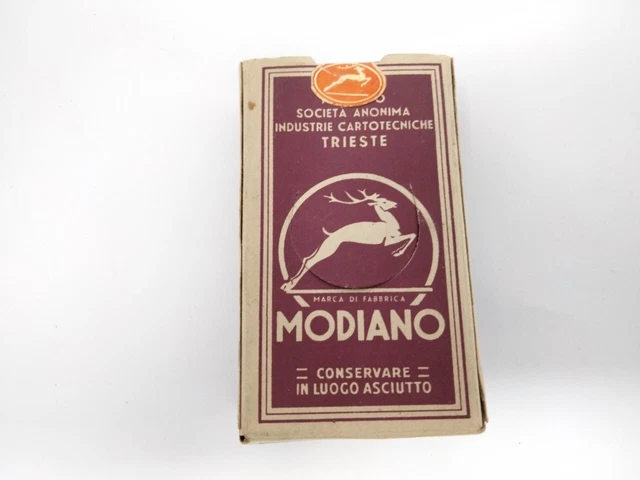 SOCIETÀ ANONIMA
INDUSTRIE CARTOTECNICHE
TRIESTE
MARCA DI FABBRICA
MODIANO
CONSERVARE
IN LUOGO ASCIUTTO